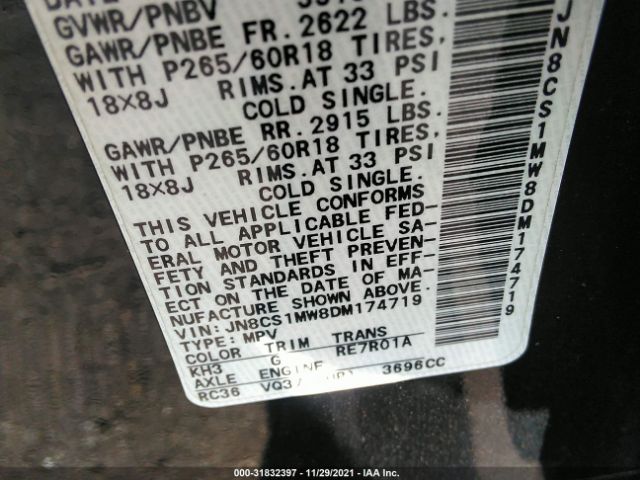 GVWR/PNBV
GAWR/PNBE FR. 2622 LBS.
WITH P265/60R18 TIRES,
18X8J RIMS.AT 33 PSI
COLD SINGLE.
GAWR/PNBE RR. 2915 LBS.
WITH P265/60R18 TIRES,
18X8J RIMS.AT 33 PSI
COLD SINGLE.
THIS VEHICLE CONFORMS
TO ALL APPLICABLE FED-
ERAL MOTOR VEHICLE SA-
FETY AND THEFT PREVEN-
TION STANDARDS IN EFF-
ECT ON THE DATE OF MA-
NUFACTURE SHOWN ABOVE.
VIN: JN8CS1MW8DM174719
TYPE: MPV
COLOR TRIM TRANS
KH3 G RE7R01A
AXLE ENGINE
RC36 3696CC
JN8CS1MW8DM174719
000-31832397 - 11/29/2021 - IAA Inc.